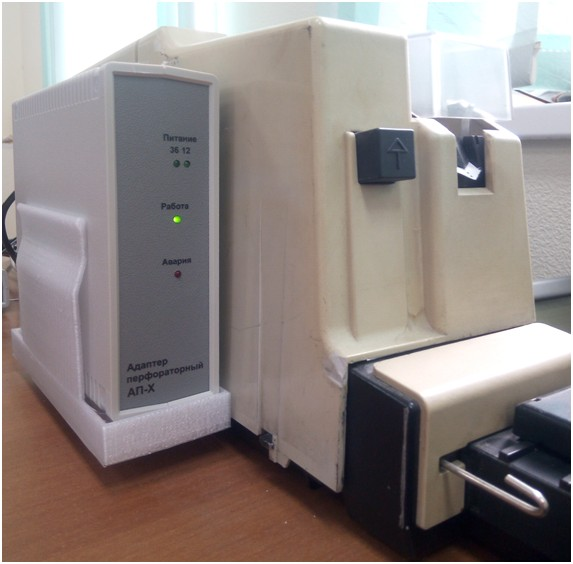 Питание
36 12
Работа
Авария
Адаптер
перфораторный
АП-Х